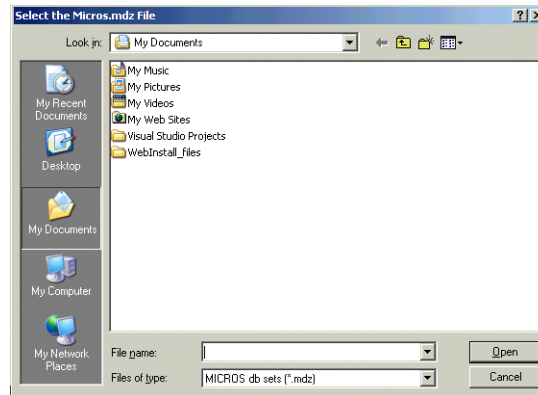 Select the Micros.mdz File
Look in:
My Documents
My Recent
Documents
Desktop
My Documents
My Computer
My Network
Places
My Music
My Pictures
My Videos
My Web Sites
Visual Studio Projects
WebInstall_files
File name:
Open
Files of type:
MICROS db sets (*.mdz)
Cancel